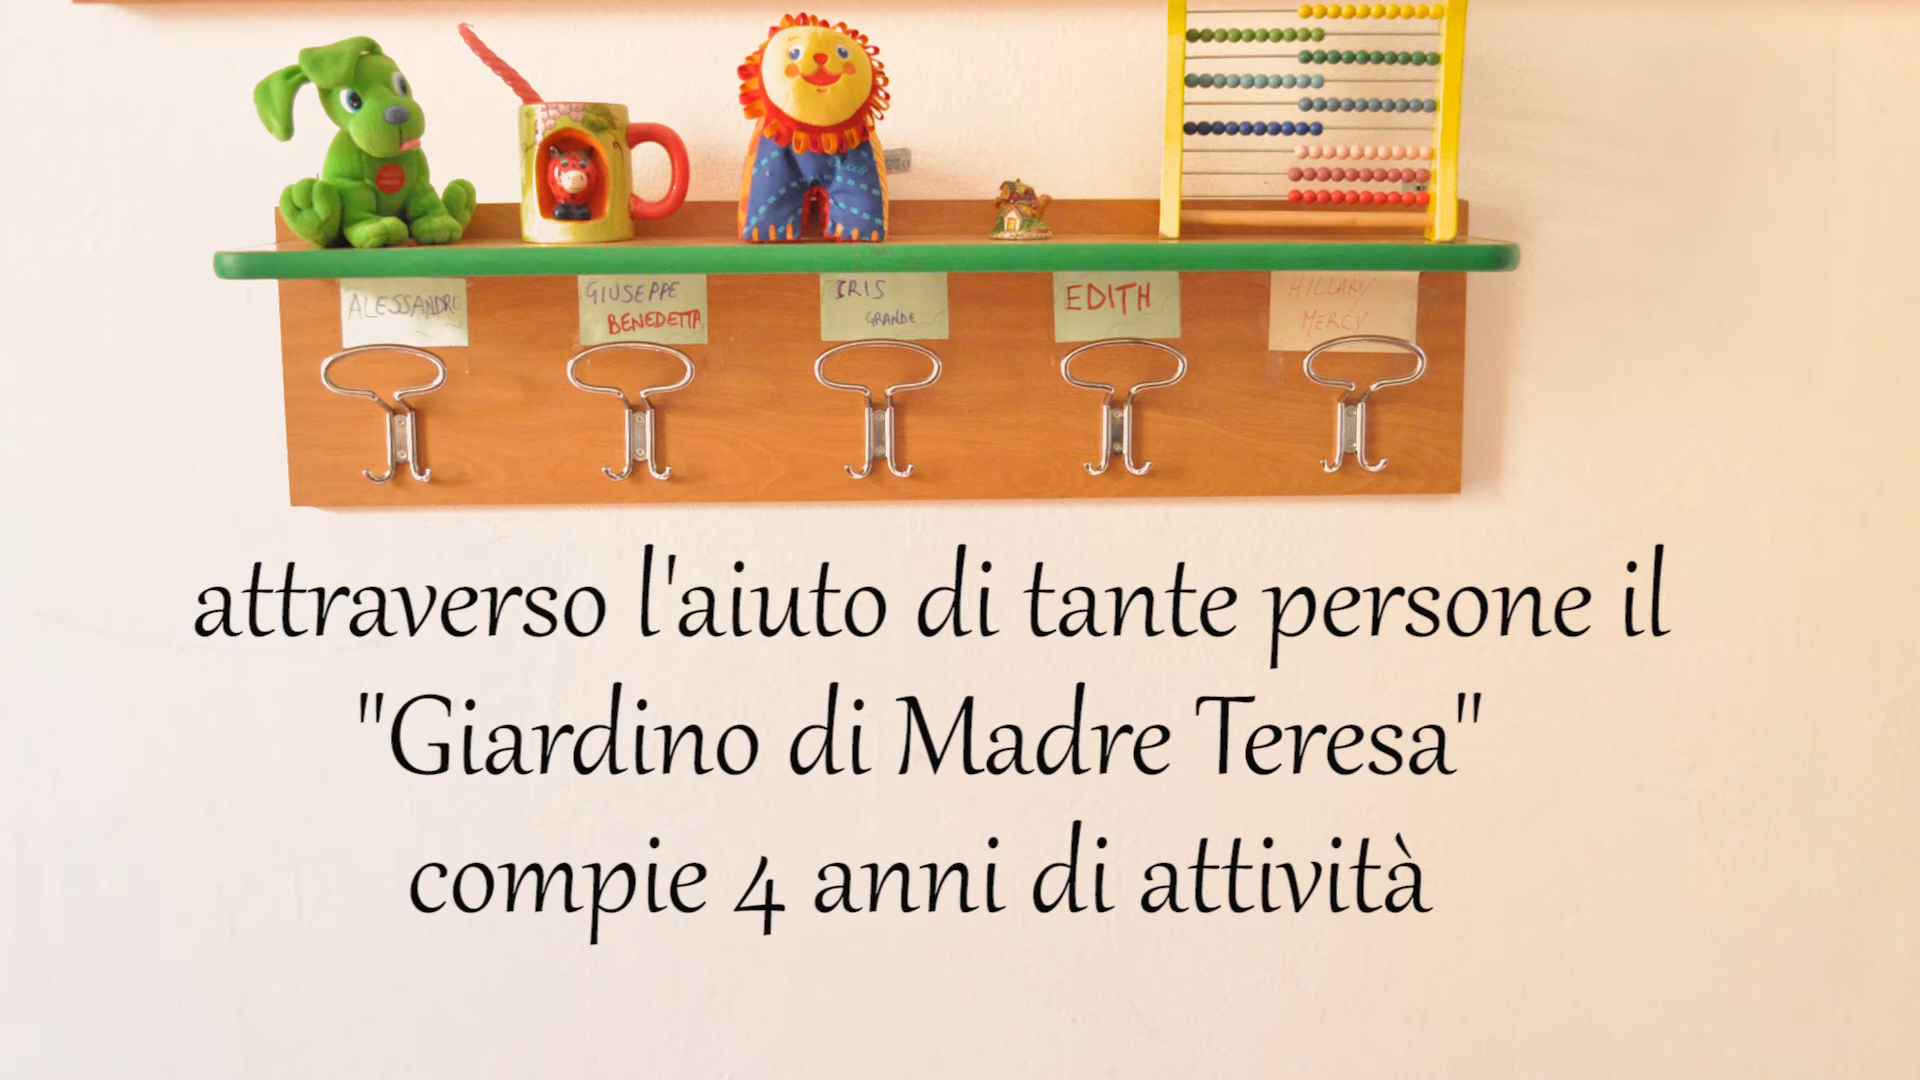 ALESSANDRO
GIUSEPPE
BENEDETTA
IRIS
GRANDE
EDITH
HILLARY
MERCY
attraverso l'aiuto di tante persone il
"Giardino di Madre Teresa"
compie 4 anni di attività